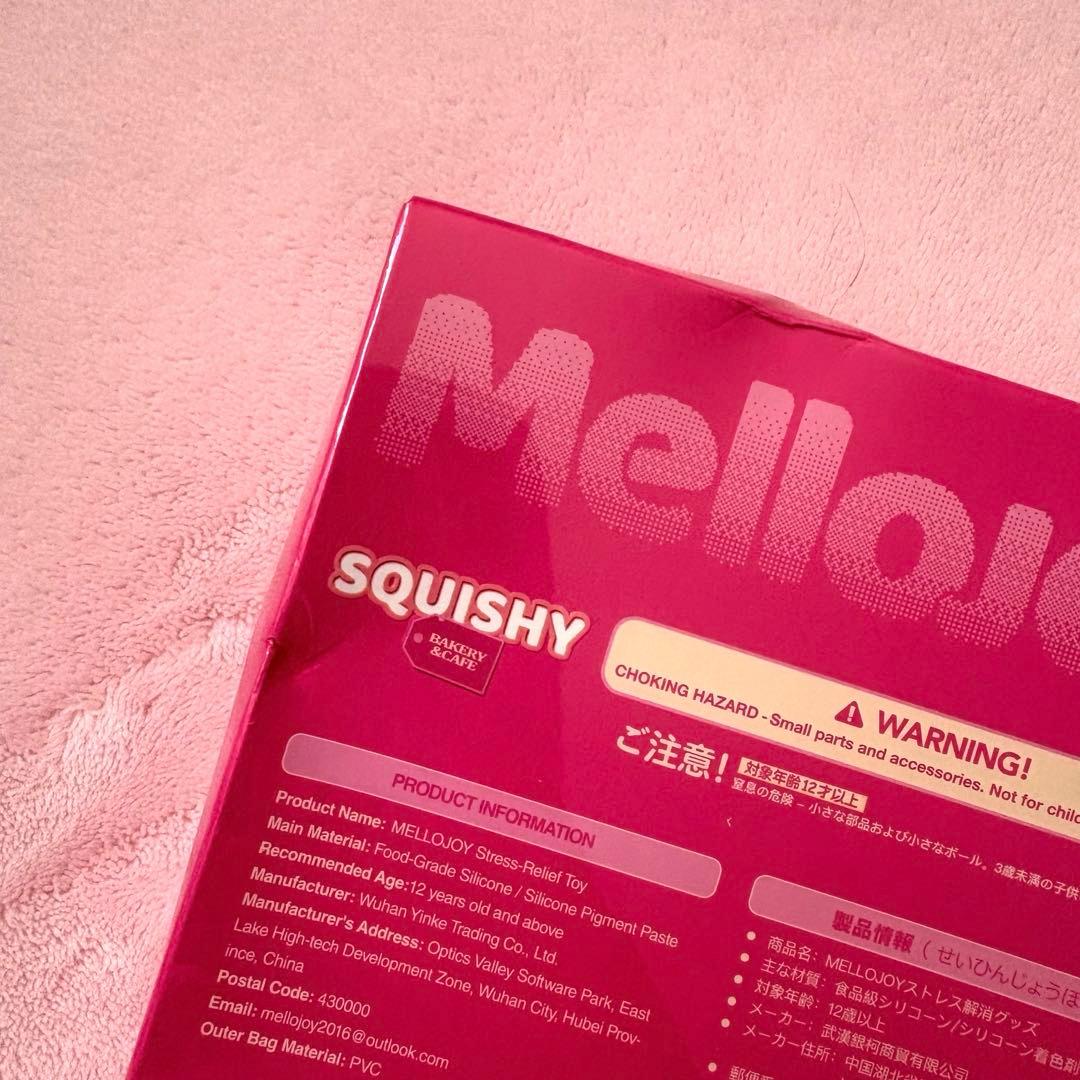 Mellojo
SQUISHY
BAKERY
&CAFE
⚠ WARNING!
CHOKING HAZARD - Small parts and accessories. Not for child
ご注意!
対象年齢12才以上
窒息の危険 – 小さな部品および小さなボール。3歳未満の子供
PRODUCT INFORMATION
Product Name: MELLOJOY Stress-Relief Toy
Main Material: Food-Grade Silicone / Silicone Pigment Paste
Recommended Age:12 years old and above
Manufacturer: Wuhan Yinke Trading Co., Ltd.
Manufacturer's Address: Optics Valley Software Park, East
Lake High-tech Development Zone, Wuhan City, Hubei Prov-
ince, China
Postal Code: 430000
Email: mellojoy2016@outlook.com
Outer Bag Material: PVC
製品情報 ( せいひんじょうほ
• 商品名: MELLOJOYストレス解消グッズ
• 主な材質: 食品級シリコーン/シリコーン着色剤
• 対象年齢: 12歳以上
• メーカー: 武漢銀柯商貿有限公司
• メーカー住所: 中国湖北省
• 郵便番